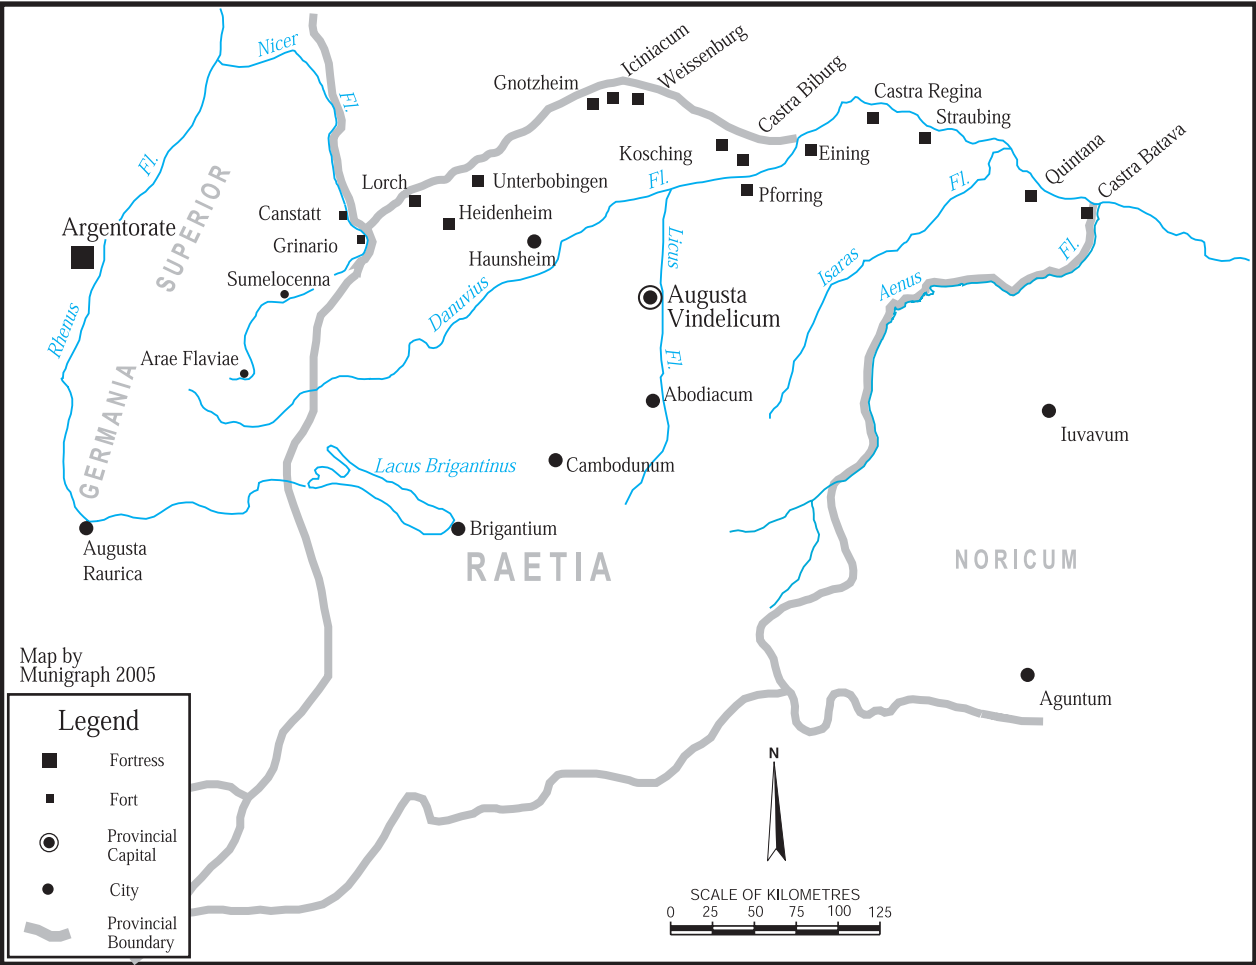 Nicer
Fl.
Iciniacum
Weissenburg
Gnotzheim
Castra Biburg
Castra Regina
Straubing
Quintana
Castra Batava
Kosching
Eining
Fl.
Fl.
Fl.
Lorch
Unterbobingen
Pforring
SUPERIOR
Canstatt
Heidenheim
Argentorate
Grinario
Haunsheim
Licus
Isaras
Fl.
Sumelocenna
Aenus
Augusta
Vindelicum
Danuvius
Rhenus
Arae Flaviae
Fl.
GERMANIA
Abodiacum
Iuvavum
Lacus Brigantinus
Cambodunum
Brigantium
Augusta
Raurica
RAETIA
NORICUM
Map by
Munigraph 2005
Aguntum
Legend
Fortress
Fort
Provincial
Capital
City
Provincial
Boundary
N
SCALE OF KILOMETRES
0 25 50 75 100 125